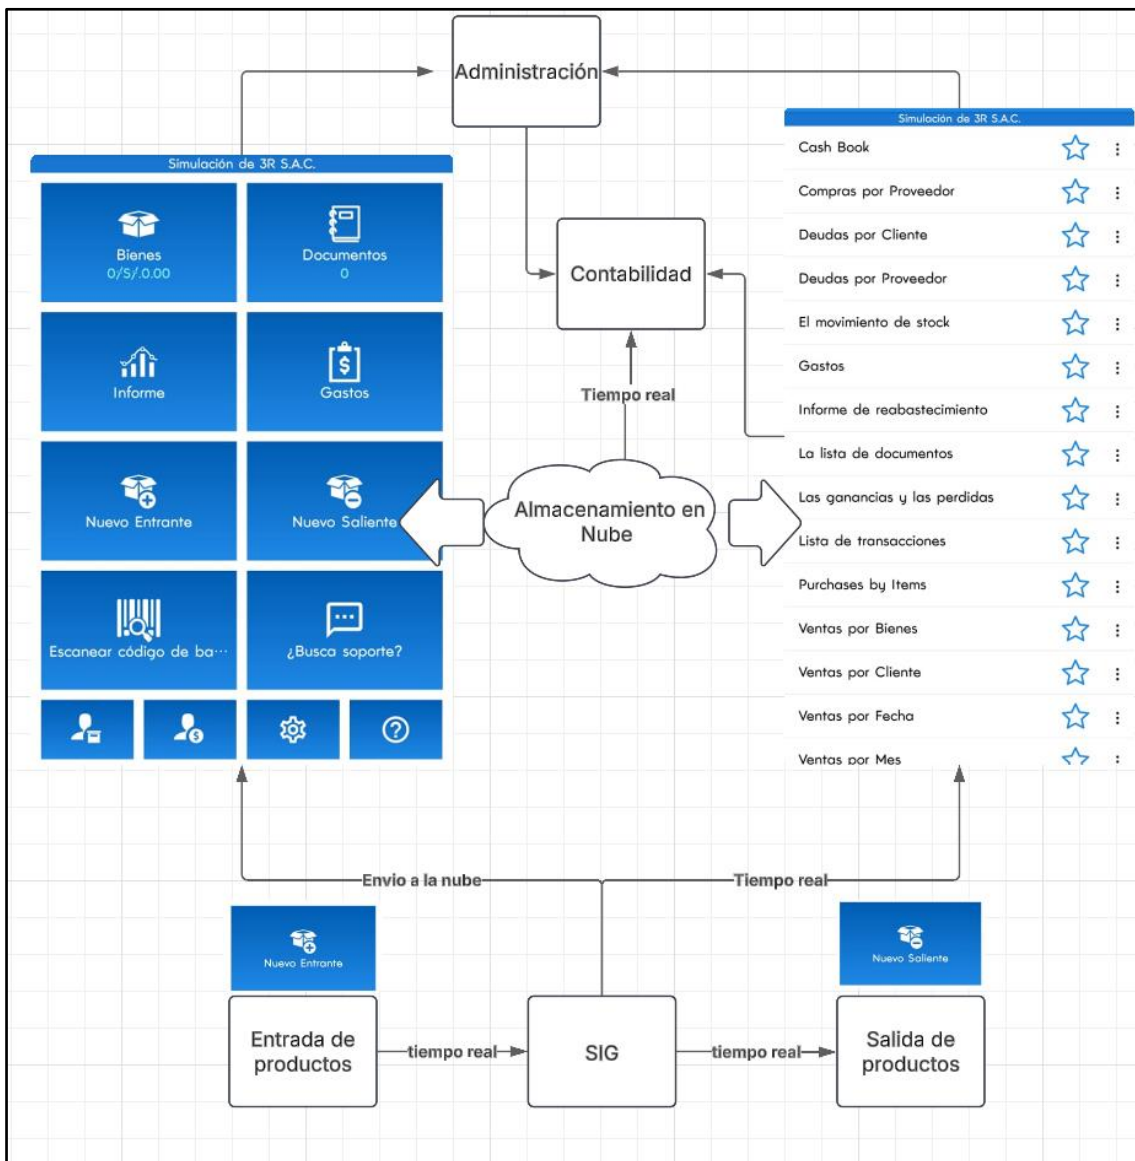 Administración
Simulación de 3R S.A.C.
Bienes
0/S/.0.00
Documentos
0
Informe
Gastos
Nuevo Entrante
Nuevo Saliente
Escanear código de ba...
¿Busca soporte?
Contabilidad
Tiempo real
Almacenamiento en
Nube
Simulación de 3R S.A.C.
Cash Book
Compras por Proveedor
Deudas por Cliente
Deudas por Proveedor
El movimiento de stock
Gastos
Informe de reabastecimiento
La lista de documentos
Las ganancias y las perdidas
Lista de transacciones
Purchases by Items
Ventas por Bienes
Ventas por Cliente
Ventas por Fecha
Ventas por Mes
Envio a la nube
Tiempo real
Nuevo Entrante
Nuevo Saliente
Entrada de
productos
tiempo real
SIG
tiempo real
Salida de
productos